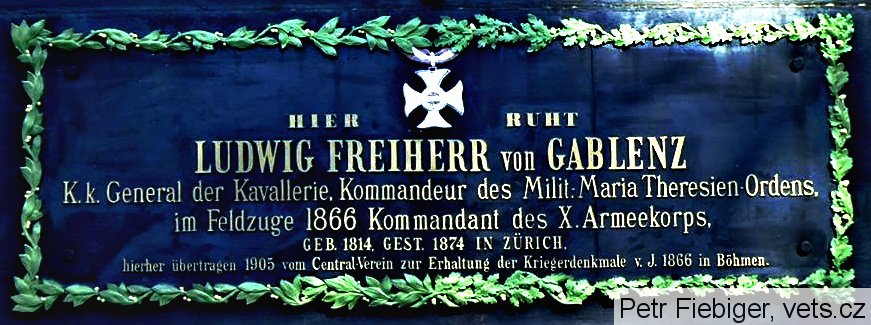 HIER RUHT
LUDWIG FREIHERR von GABLENZ
K.k. General der Kavallerie, Kommandeur des Milit: Maria Theresien-Ordens,
im Feldzuge 1866 Kommandant des X. Armeekorps,
GEB. 1814, GEST. 1874 IN ZÜRICH.
hierher übertragen 1905 vom Central-Verein zur Erhaltung der Kriegerdenkmale v. J. 1866 in Böhmen.
Petr Fiebiger, vets.cz